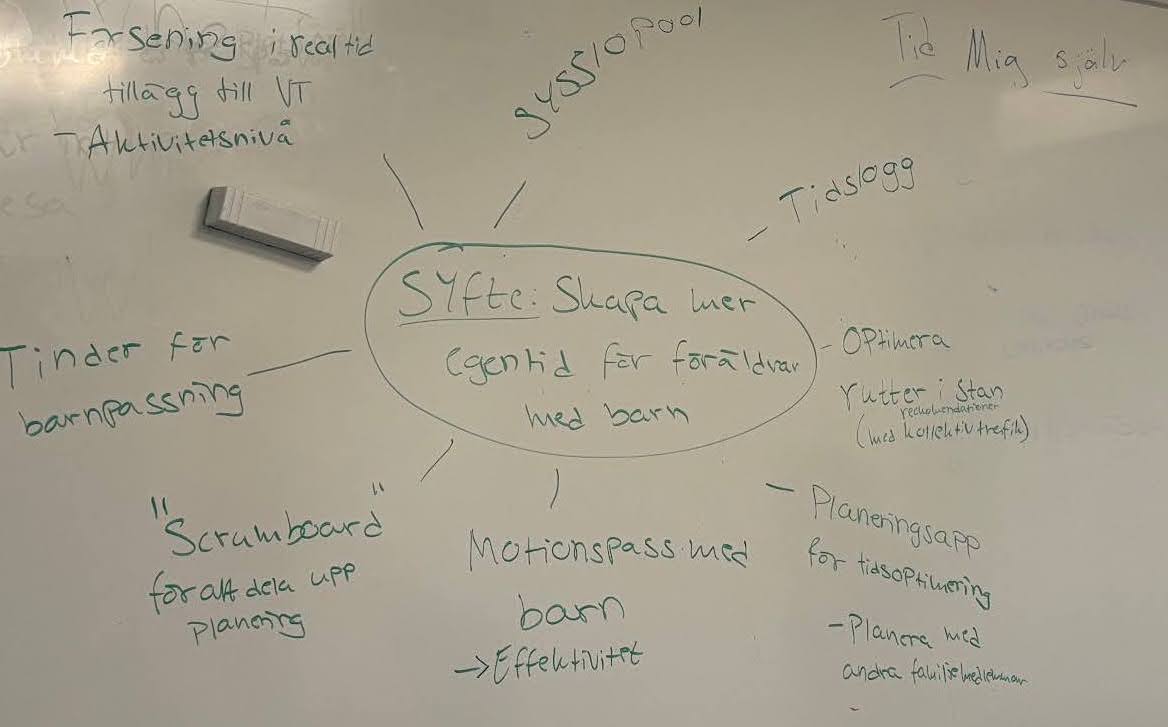 Försening i realtid
tillägg till VT
- Aktivitetsnivå
sysslopool
Tid Mig själv
Tidslogg
SYfte: Skapa mer
egentid för föräldrar
med barn
OPtimera
rutter i stan
reckomendationer
(med kollektivtrefik)
Tinder för
barnpassning
"Scrumboard"
för att dela upp
planering
Motionspass med
barn
→ Effektivitet
- Planeringsapp
för tidsoptimering
- Planera med
andra familjemedlemmar
-